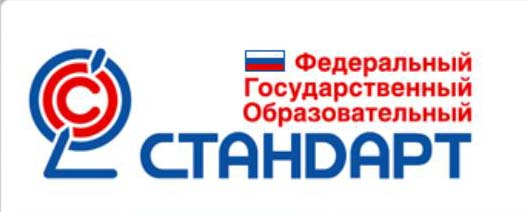 Федеральный
Государственный
Образовательный
СТАНДАРТ